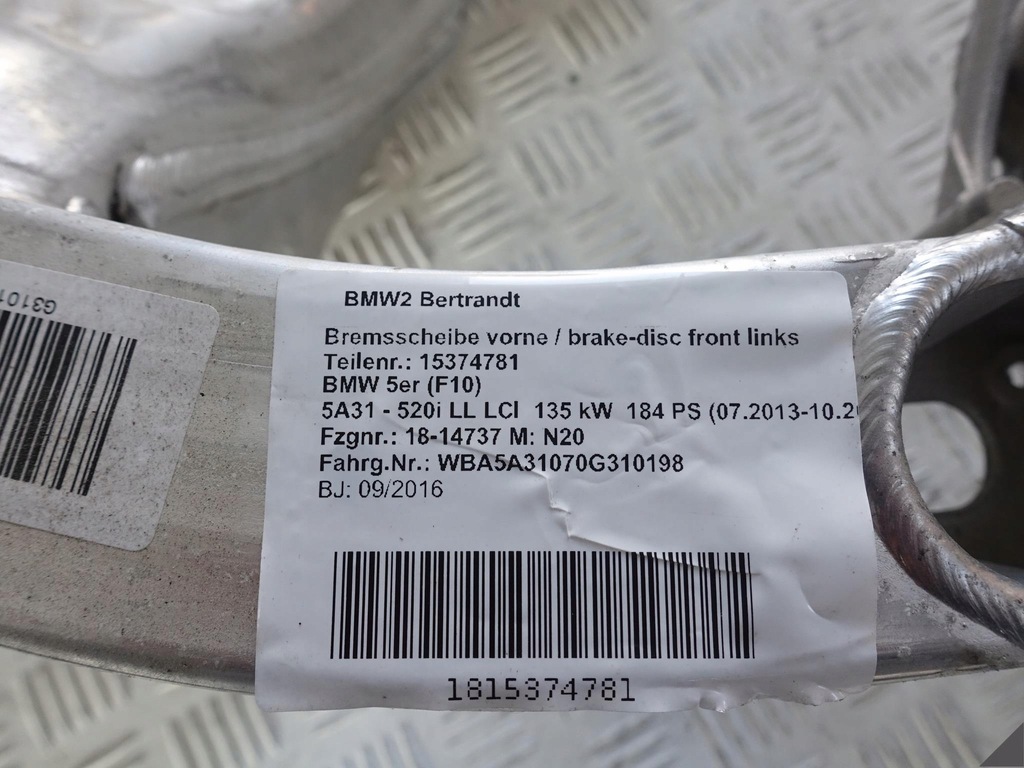 BMW2 Bertrandt
Bremsscheibe vorne / brake-disc front links
Teilenr.: 15374781
BMW 5er (F10)
5A31 - 520i LL LCI 135 kW 184 PS (07.2013-10.2
Fzgnr.: 18-14737 M: N20
Fahrg.Nr.: WBA5A31070G310198
BJ: 09/2016
1815374781
G3101